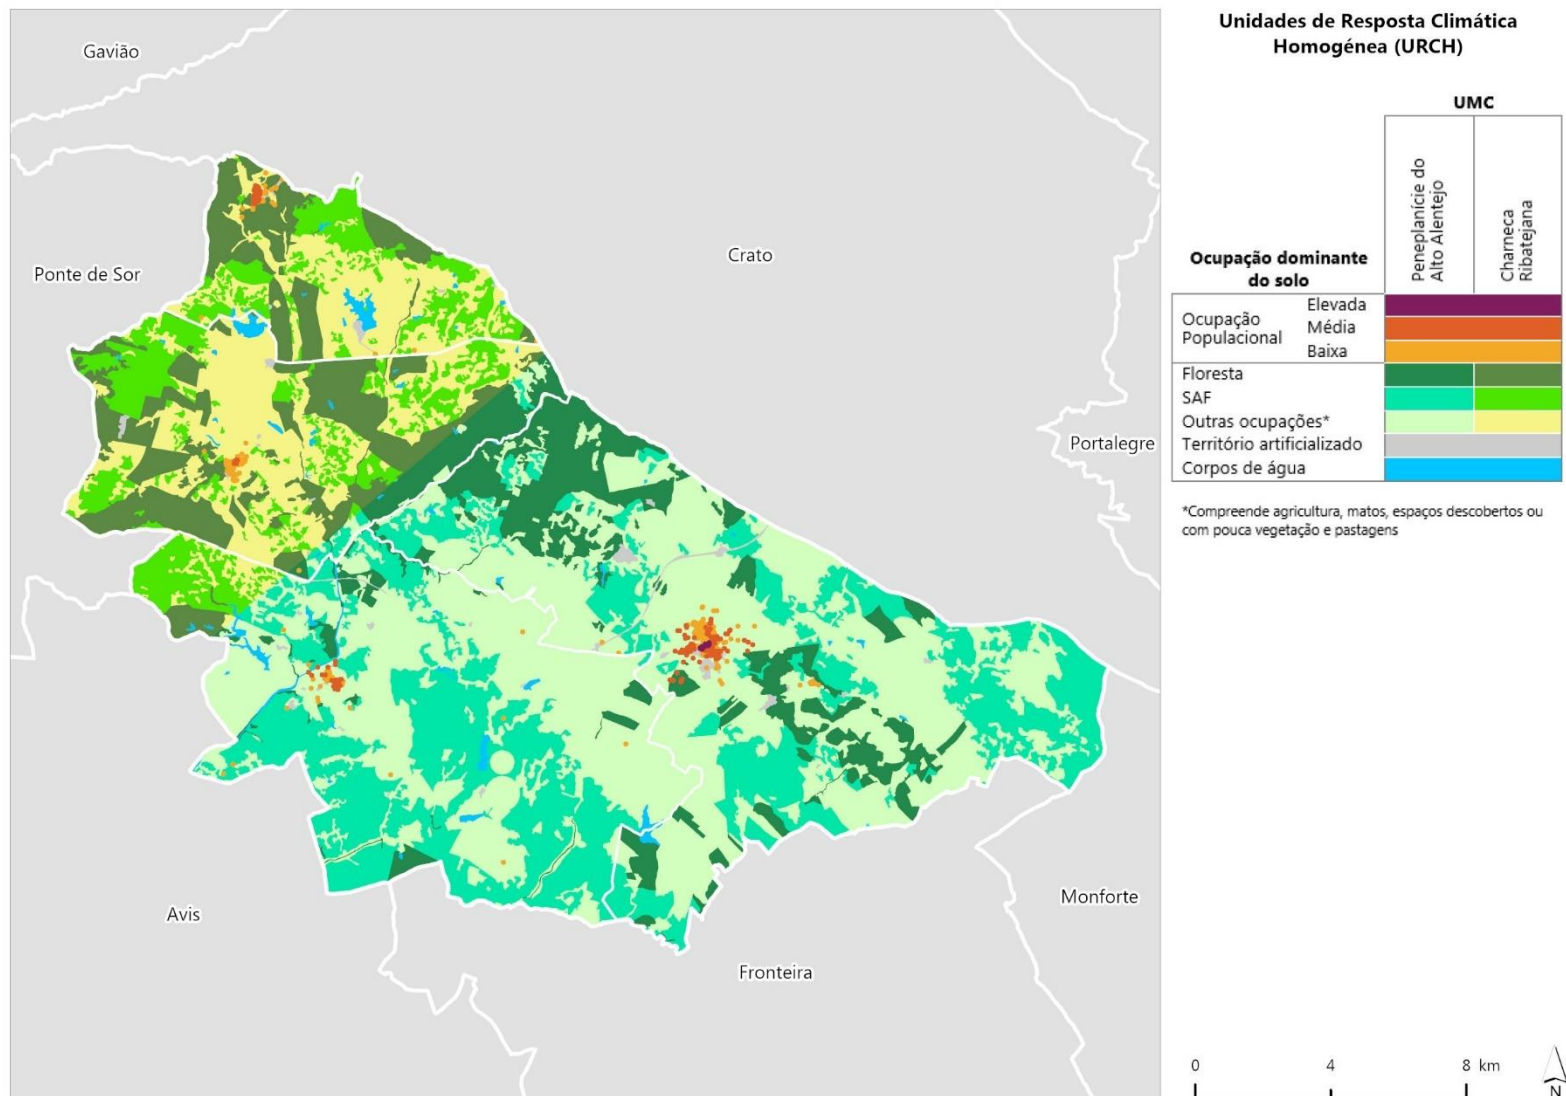 Unidades de Resposta Climática
Homogénea (URCH)
UMC
Peneplanície do
Alto Alentejo
Charneca
Ribatejana
Ocupação dominante
do solo
Ocupação
Populacional
Elevada
Média
Baixa
Floresta
SAF
Outras ocupações*
Território artificializado
Corpos de água
*Compreende agricultura, matos, espaços descobertos ou
com pouca vegetação e pastagens
Gavião
Ponte de Sor
Crato
Portalegre
Monforte
Avis
Fronteira
0 4 8 km
N